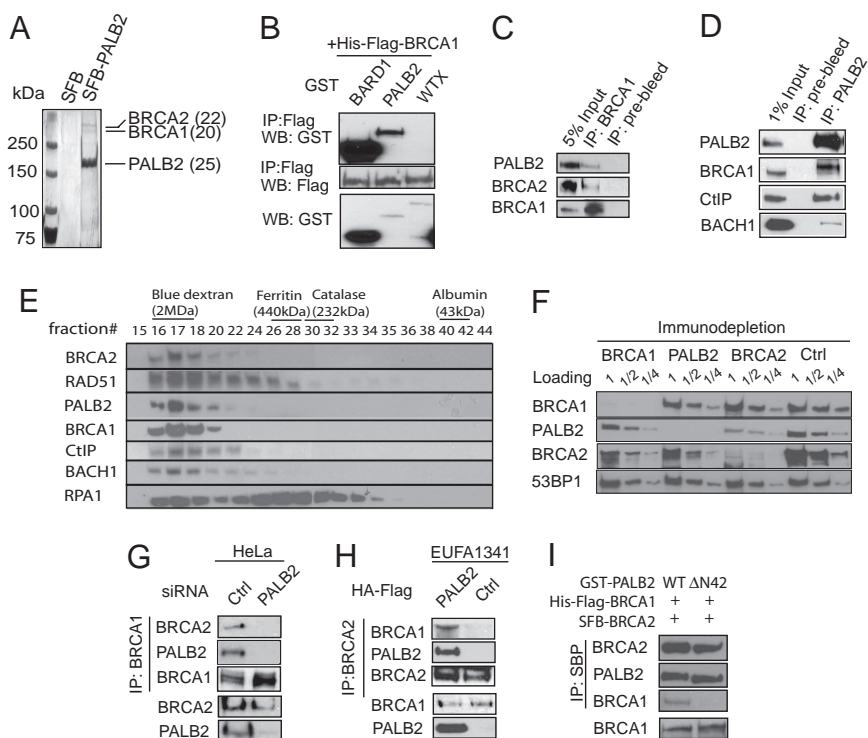 A
SFB
SFB-PALB2
kDa
250
150
100
75
BRCA2 (22)
BRCA1 (20)
PALB2 (25)
B
+His-Flag-BRCA1
GST
BARD1
PALB2
WTX
IP:Flag
WB: GST
IP:Flag
WB: Flag
WB: GST
C
5% Input
IP: BRCA1
IP: pre-bleed
PALB2
BRCA2
BRCA1
D
1% Input
IP: pre-bleed
IP: PALB2
PALB2
BRCA1
CtIP
BACH1
E
Blue dextran Ferritin Catalase Albumin
(2MDa) (440kDa) (232kDa) (43kDa)
fraction# 15 16 17 18 20 22 24 26 28 30 32 33 34 35 36 38 40 42 44
BRCA2
RAD51
PALB2
BRCA1
CtIP
BACH1
RPA1
F
Immunodepletion
BRCA1 PALB2 BRCA2 Ctrl
Loading 1 1/2 1/4 1 1/2 1/4 1 1/2 1/4 1 1/2 1/4
BRCA1
PALB2
BRCA2
53BP1
G
HeLa
siRNA Ctrl PALB2
IP: BRCA1
BRCA2
PALB2
BRCA1
BRCA2
PALB2
H
EUFA1341
HA-Flag PALB2 Ctrl
IP:BRCA2
BRCA1
PALB2
BRCA2
BRCA1
PALB2
I
GST-PALB2 WT ΔN42
His-Flag-BRCA1 + +
SFB-BRCA2 + +
IP: SBP
BRCA2
PALB2
BRCA1
BRCA1